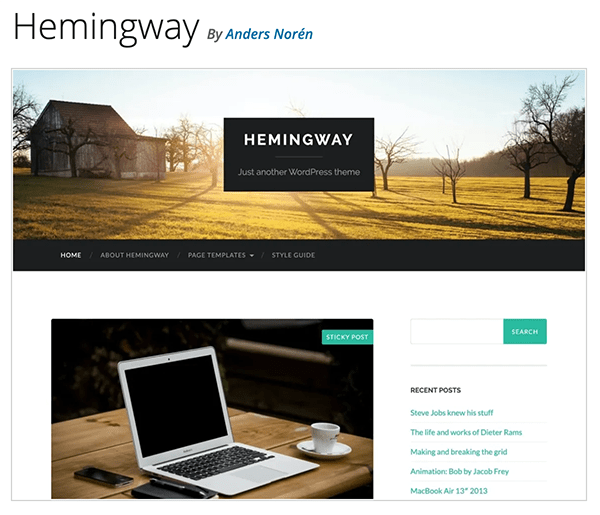 Hemingway By Anders Norén
HEMINGWAY
Just another WordPress theme
HOME / ABOUT HEMINGWAY / PAGE TEMPLATES / STYLE GUIDE
STICKY POST
SEARCH
RECENT POSTS
Steve Jobs knew his stuff
The life and works of Dieter Rams
Making and breaking the grid
Animation: Bob by Jacob Frey
MacBook Air 13″ 2013